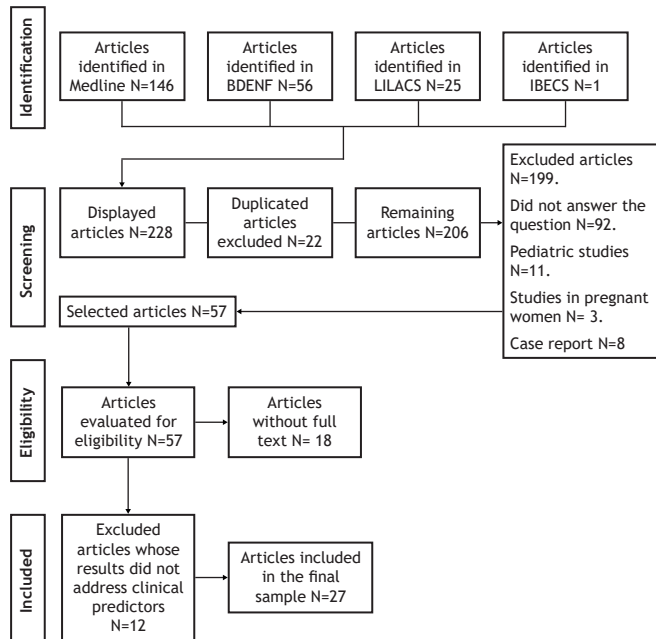 Identification
Articles
identified in
Medline N=146
Articles
identified in
BDENF N=56
Articles
identified in
LILACS N=25
Articles
identified in
IBECS N=1
Screening
Displayed
articles N=228
Duplicated
articles
excluded N=22
Remaining
articles N=206
Excluded articles
N=199.
Did not answer the
question N=92.
Pediatric studies
N=11.
Studies in pregnant
women N= 3.
Case report N=8
Selected articles N=57
Eligibility
Articles
evaluated for
eligibility N=57
Articles
without full
text N= 18
Included
Excluded
articles whose
results did not
address clinical
predictors
N=12
Articles included
in the final
sample N=27